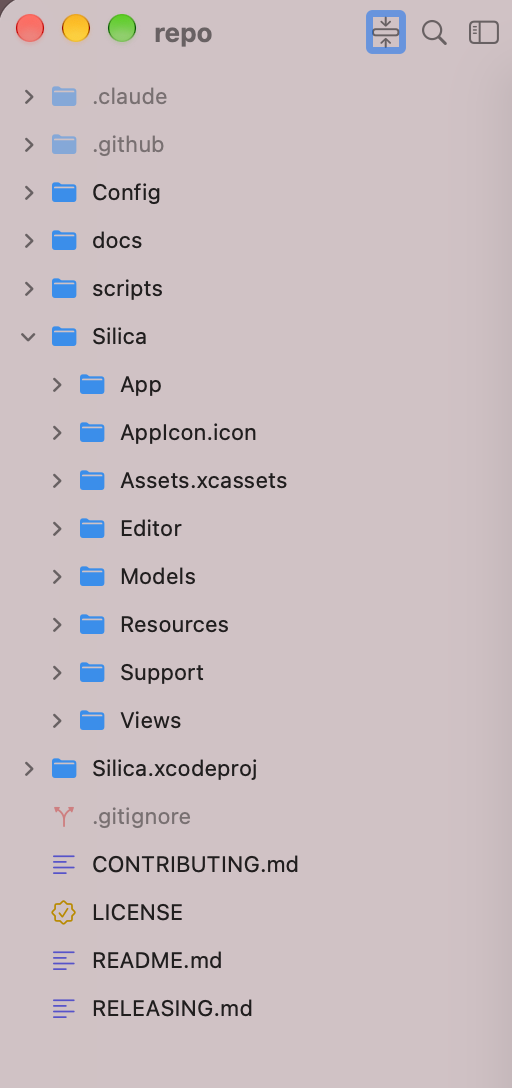 repo
.claude
.github
Config
docs
scripts
Silica
App
AppIcon.icon
Assets.xcassets
Editor
Models
Resources
Support
Views
Silica.xcodeproj
.gitignore
CONTRIBUTING.md
LICENSE
README.md
RELEASING.md